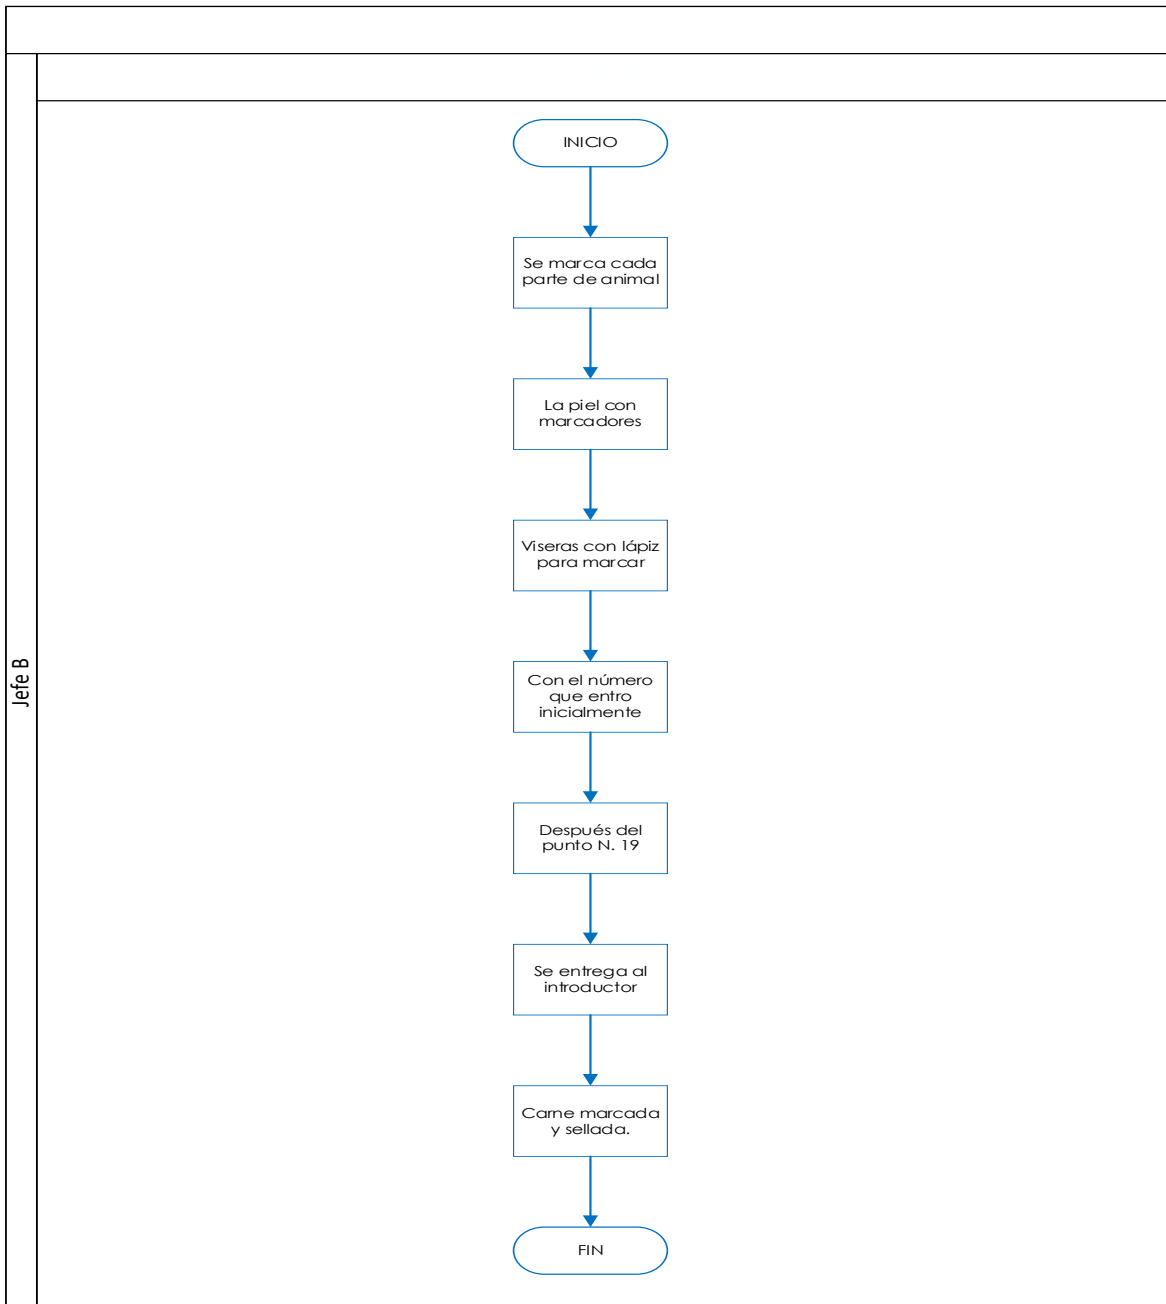 Jefe B
INICIO
Se marca cada
parte de animal
La piel con
marcadores
Viseras con lápiz
para marcar
Con el número
que entro
inicialmente
Después del
punto N. 19
Se entrega al
introductor
Carne marcada
y sellada.
FIN